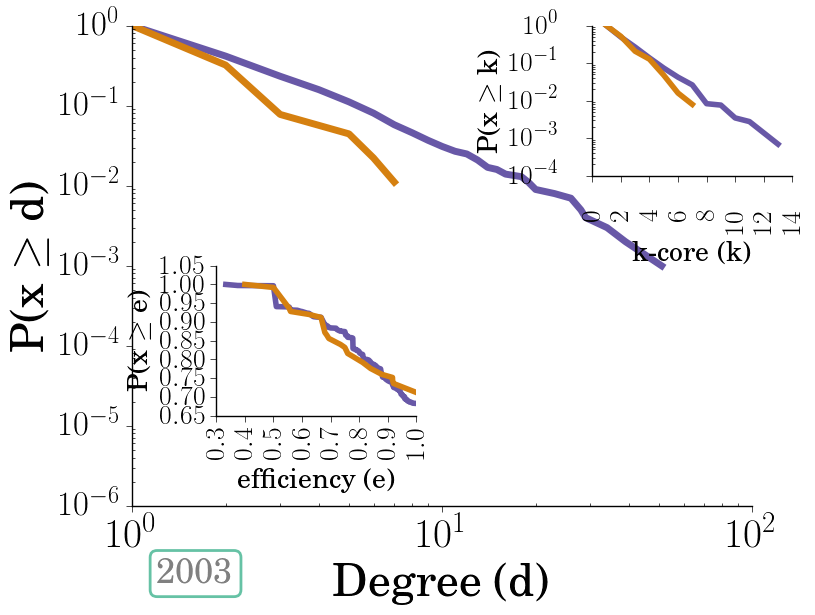 10^0
10^-1
10^-2
10^-3
10^-4
10^-5
10^-6
P(x ≥ d)
10^0 10^1 10^2
Degree (d)
2003
10^0
10^-1
10^-2
10^-3
10^-4
P(x ≥ k)
0 2 4 6 8 10 12 14
k-core (k)
1.05
1.00
0.95
0.90
0.85
0.80
0.75
0.70
0.65
P(x ≥ e)
0.3 0.4 0.5 0.6 0.7 0.8 0.9 1.0
efficiency (e)